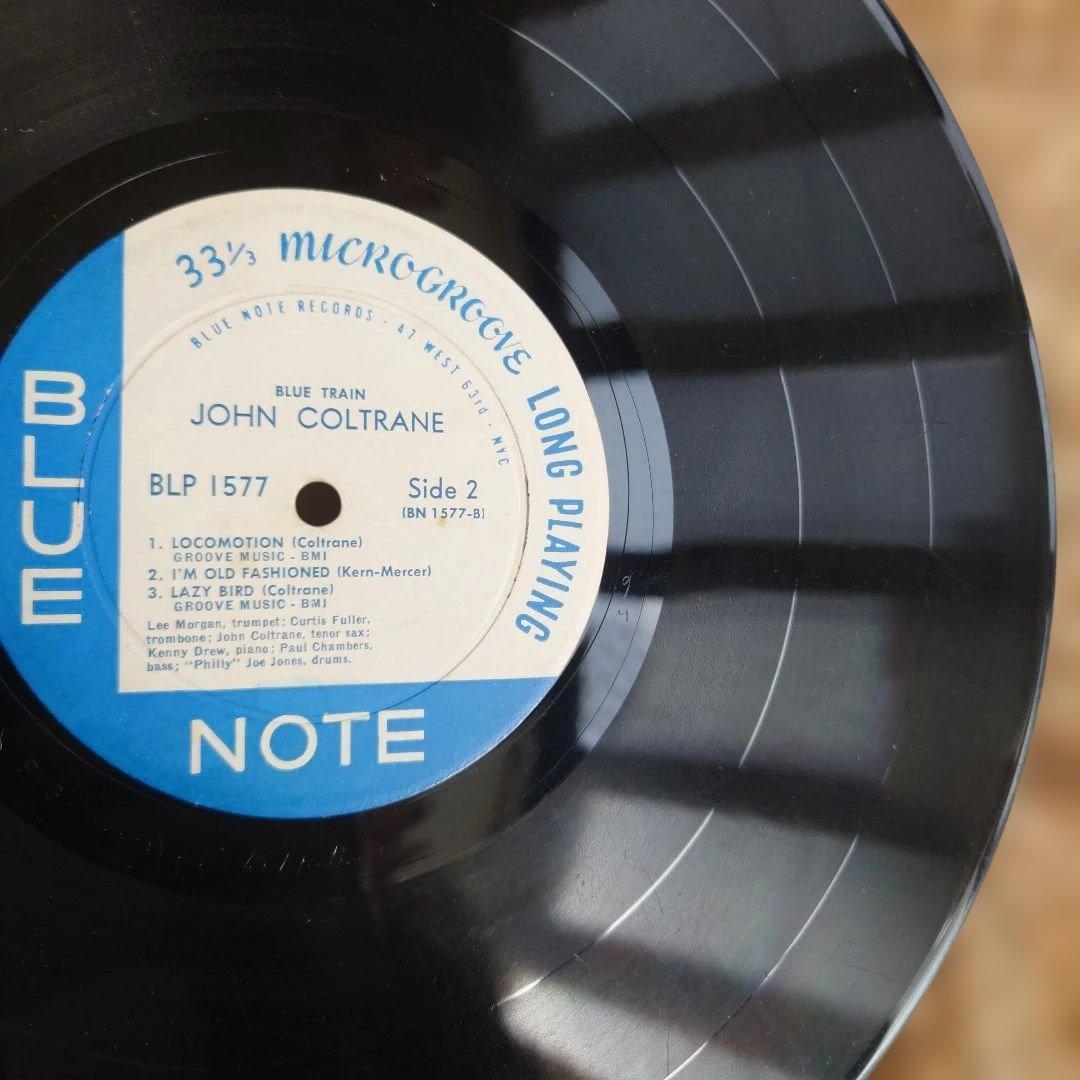 33⅓ MICROGROOVE LONG PLAYING
BLUE NOTE RECORDS · 47 WEST 63rd · NYC
BLUE TRAIN
JOHN COLTRANE
BLP 1577
Side 2
(BN 1577-B)
1. LOCOMOTION (Coltrane)
GROOVE MUSIC - BMI
2. I'M OLD FASHIONED (Kern-Mercer)
3. LAZY BIRD (Coltrane)
GROOVE MUSIC - BMI
Lee Morgan, trumpet; Curtis Fuller,
trombone; John Coltrane, tenor sax;
Kenny Drew, piano; Paul Chambers,
bass; "Philly" Joe Jones, drums.
BLUE
NOTE